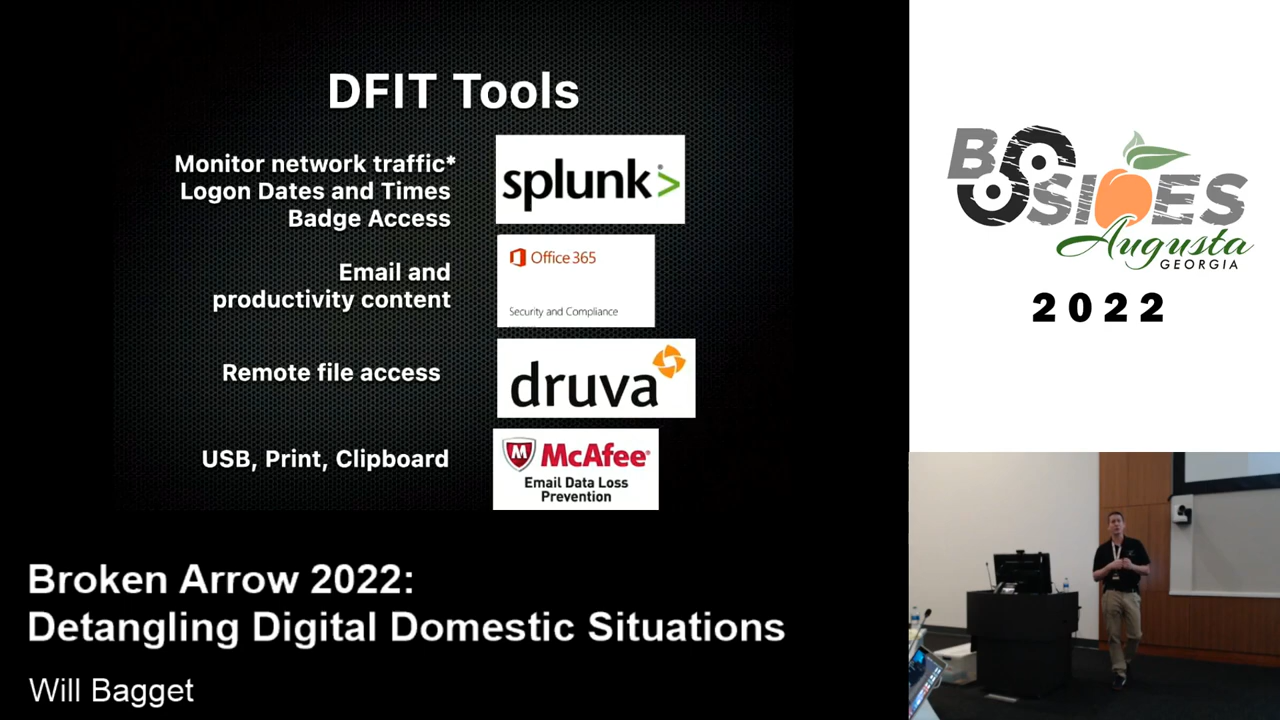 DFIT Tools
Monitor network traffic*
Logon Dates and Times
Badge Access
splunk>
Email and
productivity content
Office 365
Security and Compliance
Remote file access
druva
USB, Print, Clipboard
McAfee
Email Data Loss
Prevention
BSIDES
Augusta
GEORGIA
2022
Broken Arrow 2022:
Detangling Digital Domestic Situations
Will Bagget